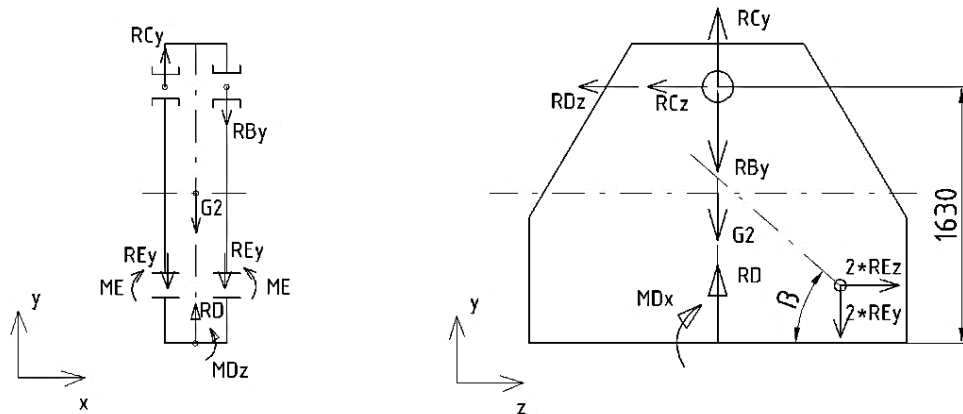 RCy
RBy
G2
REy
REy
ME
ME
RD
MDz
y
x
RCy
RDz
RCz
RBy
G2
RD
MDx
β
2*REz
2*REy
1630
y
z